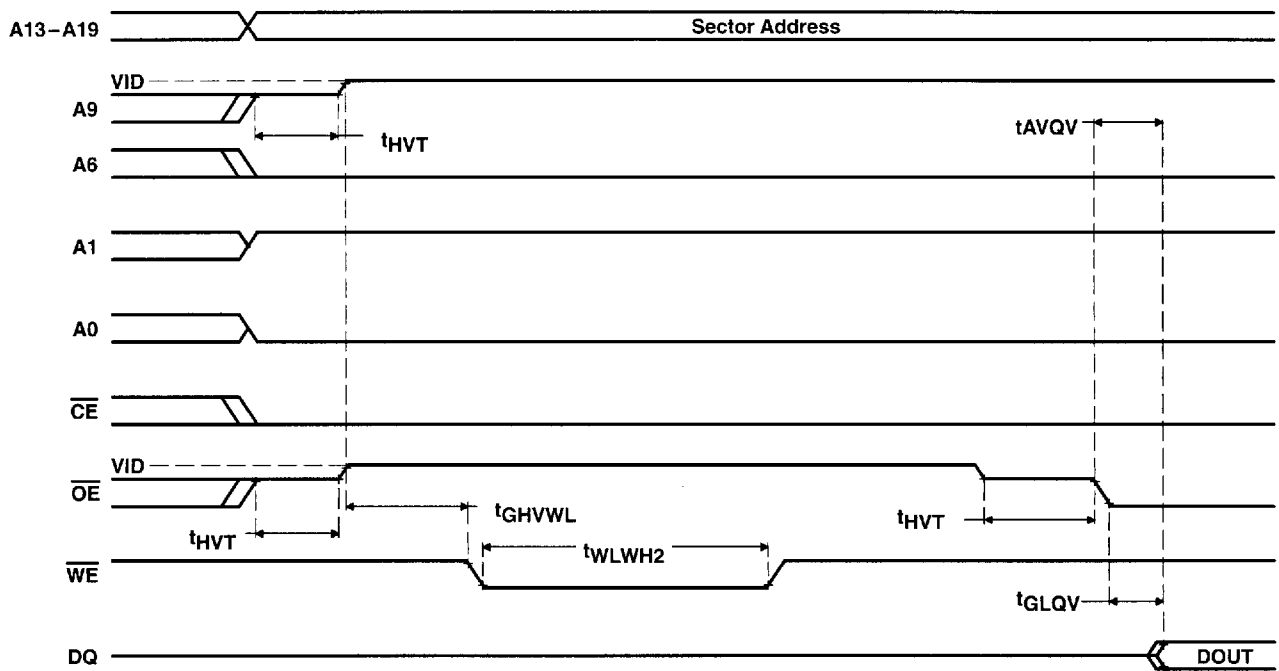 A13–A19
Sector Address
VID
A9
tHVT
tAVQV
A6
A1
A0
CE
VID
OE
tHVT
tGHVWL
tHVT
WE
tWLWH2
tGLQV
DQ
DOUT